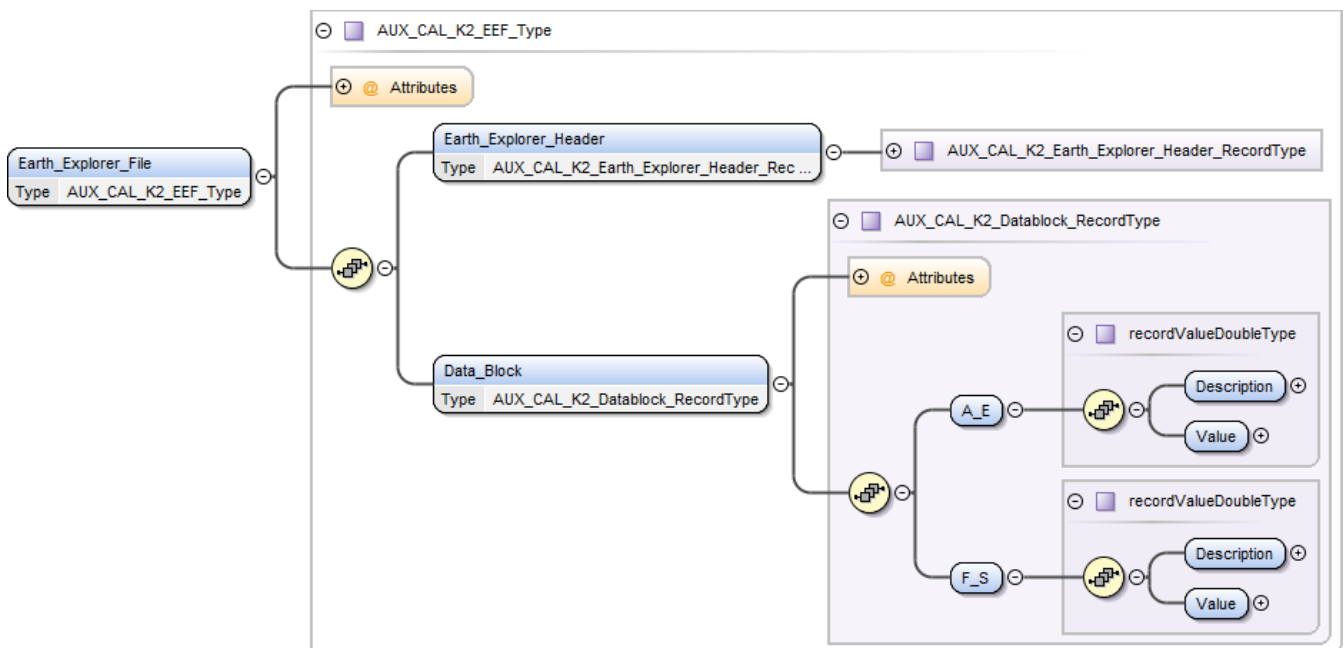 AUX_CAL_K2_EEF_Type
@ Attributes
Earth_Explorer_Header
Type AUX_CAL_K2_Earth_Explorer_Header_Rec ...
AUX_CAL_K2_Earth_Explorer_Header_RecordType
Earth_Explorer_File
Type AUX_CAL_K2_EEF_Type
AUX_CAL_K2_Datablock_RecordType
@ Attributes
recordValueDoubleType
Description
Value
Data_Block
Type AUX_CAL_K2_Datablock_RecordType
A_E
recordValueDoubleType
Description
Value
F_S